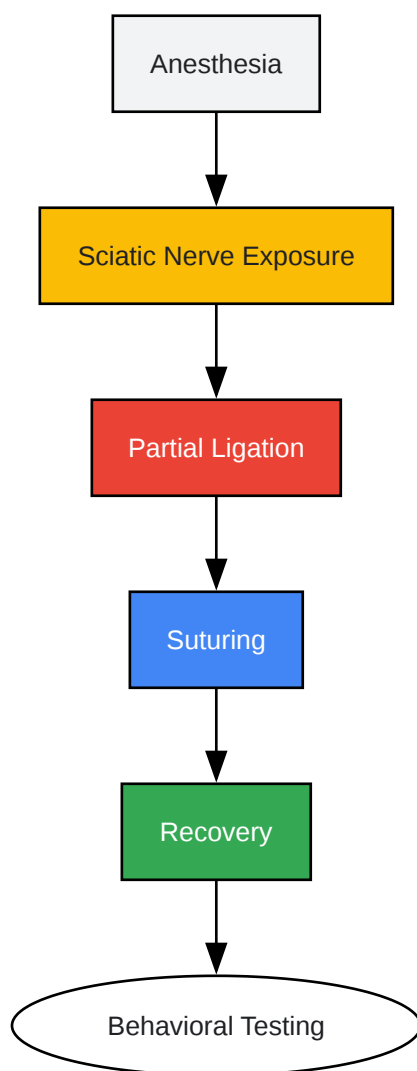 Anesthesia
Sciatic Nerve Exposure
Partial Ligation
Suturing
Recovery
Behavioral Testing